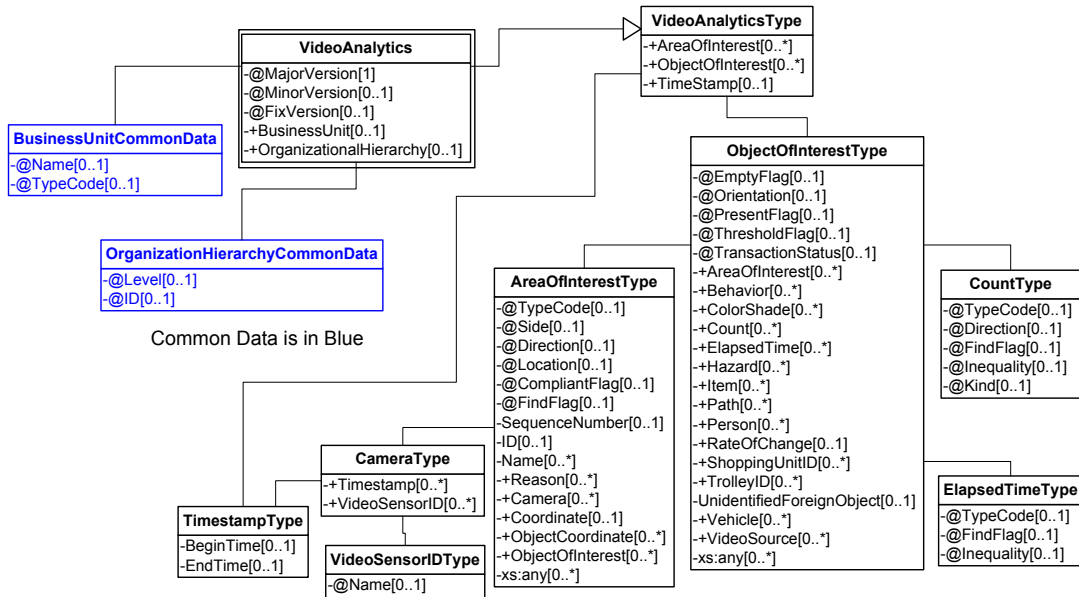 VideoAnalytics
-@MajorVersion[1]
-@MinorVersion[0..1]
-@FixVersion[0..1]
-+BusinessUnit[0..1]
-+OrganizationalHierarchy[0..1]
VideoAnalyticsType
-+AreaOfInterest[0..*]
-+ObjectOfInterest[0..*]
-+TimeStamp[0..1]
BusinessUnitCommonData
-@Name[0..1]
-@TypeCode[0..1]
OrganizationHierarchyCommonData
-@Level[0..1]
-@ID[0..1]
Common Data is in Blue
ObjectOfInterestType
-@EmptyFlag[0..1]
-@Orientation[0..1]
-@PresentFlag[0..1]
-@ThresholdFlag[0..1]
-@TransactionStatus[0..1]
-+AreaOfInterest[0..*]
-+Behavior[0..*]
-+ColorShade[0..*]
-+Count[0..*]
-+ElapsedTime[0..*]
-+Hazard[0..*]
-+Item[0..*]
-+Path[0..*]
-+Person[0..*]
-+RateOfChange[0..1]
-+ShoppingUnitID[0..*]
-+TrolleyID[0..*]
-UnidentifiedForeignObject[0..1]
-+Vehicle[0..*]
-+VideoSource[0..*]
-xs:any[0..*]
AreaOfInterestType
-@TypeCode[0..1]
-@Side[0..1]
-@Direction[0..1]
-@Location[0..1]
-@CompliantFlag[0..1]
-@FindFlag[0..1]
-SequenceNumber[0..1]
-ID[0..1]
-Name[0..*]
-+Reason[0..*]
-+Camera[0..*]
-+Coordinate[0..1]
-+ObjectCoordinate[0..*]
-+ObjectOfInterest[0..*]
-xs:any[0..*]
CountType
-@TypeCode[0..1]
-@Direction[0..1]
-@FindFlag[0..1]
-@Inequality[0..1]
-@Kind[0..1]
CameraType
-+Timestamp[0..*]
-+VideoSensorID[0..*]
TimestampType
-BeginTime[0..1]
-EndTime[0..1]
VideoSensorIDType
-@Name[0..1]
ElapsedTimeType
-@TypeCode[0..1]
-@FindFlag[0..1]
-@Inequality[0..1]